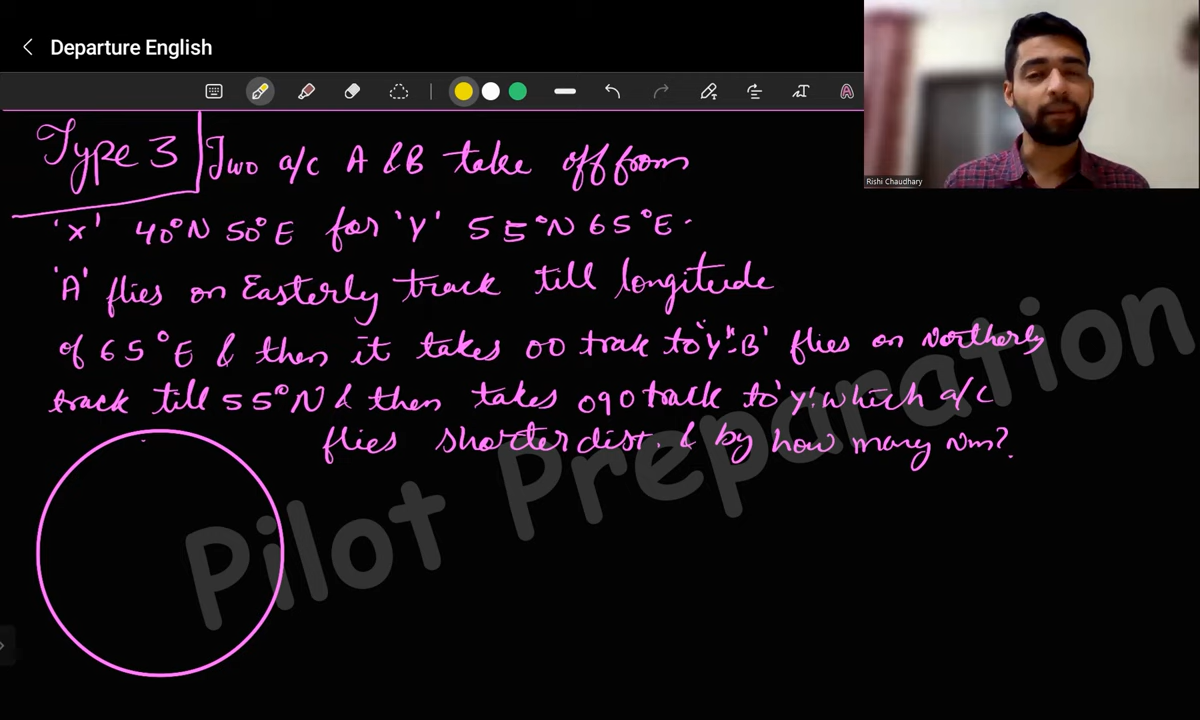 Departure English
Rishi Chaudhary
Type 3 Two a/c A & B take off from
'X' 40°N 50°E for 'Y' 55°N 65°E.
'A' flies on Easterly track till longitude
of 65°E & then it takes 00 trak to 'Y'. 'B' flies on Northerly
track till 55°N & then takes 090 track to 'Y'. which a/c
flies shorter dist. & by how many Nm?
Pilot Preparation